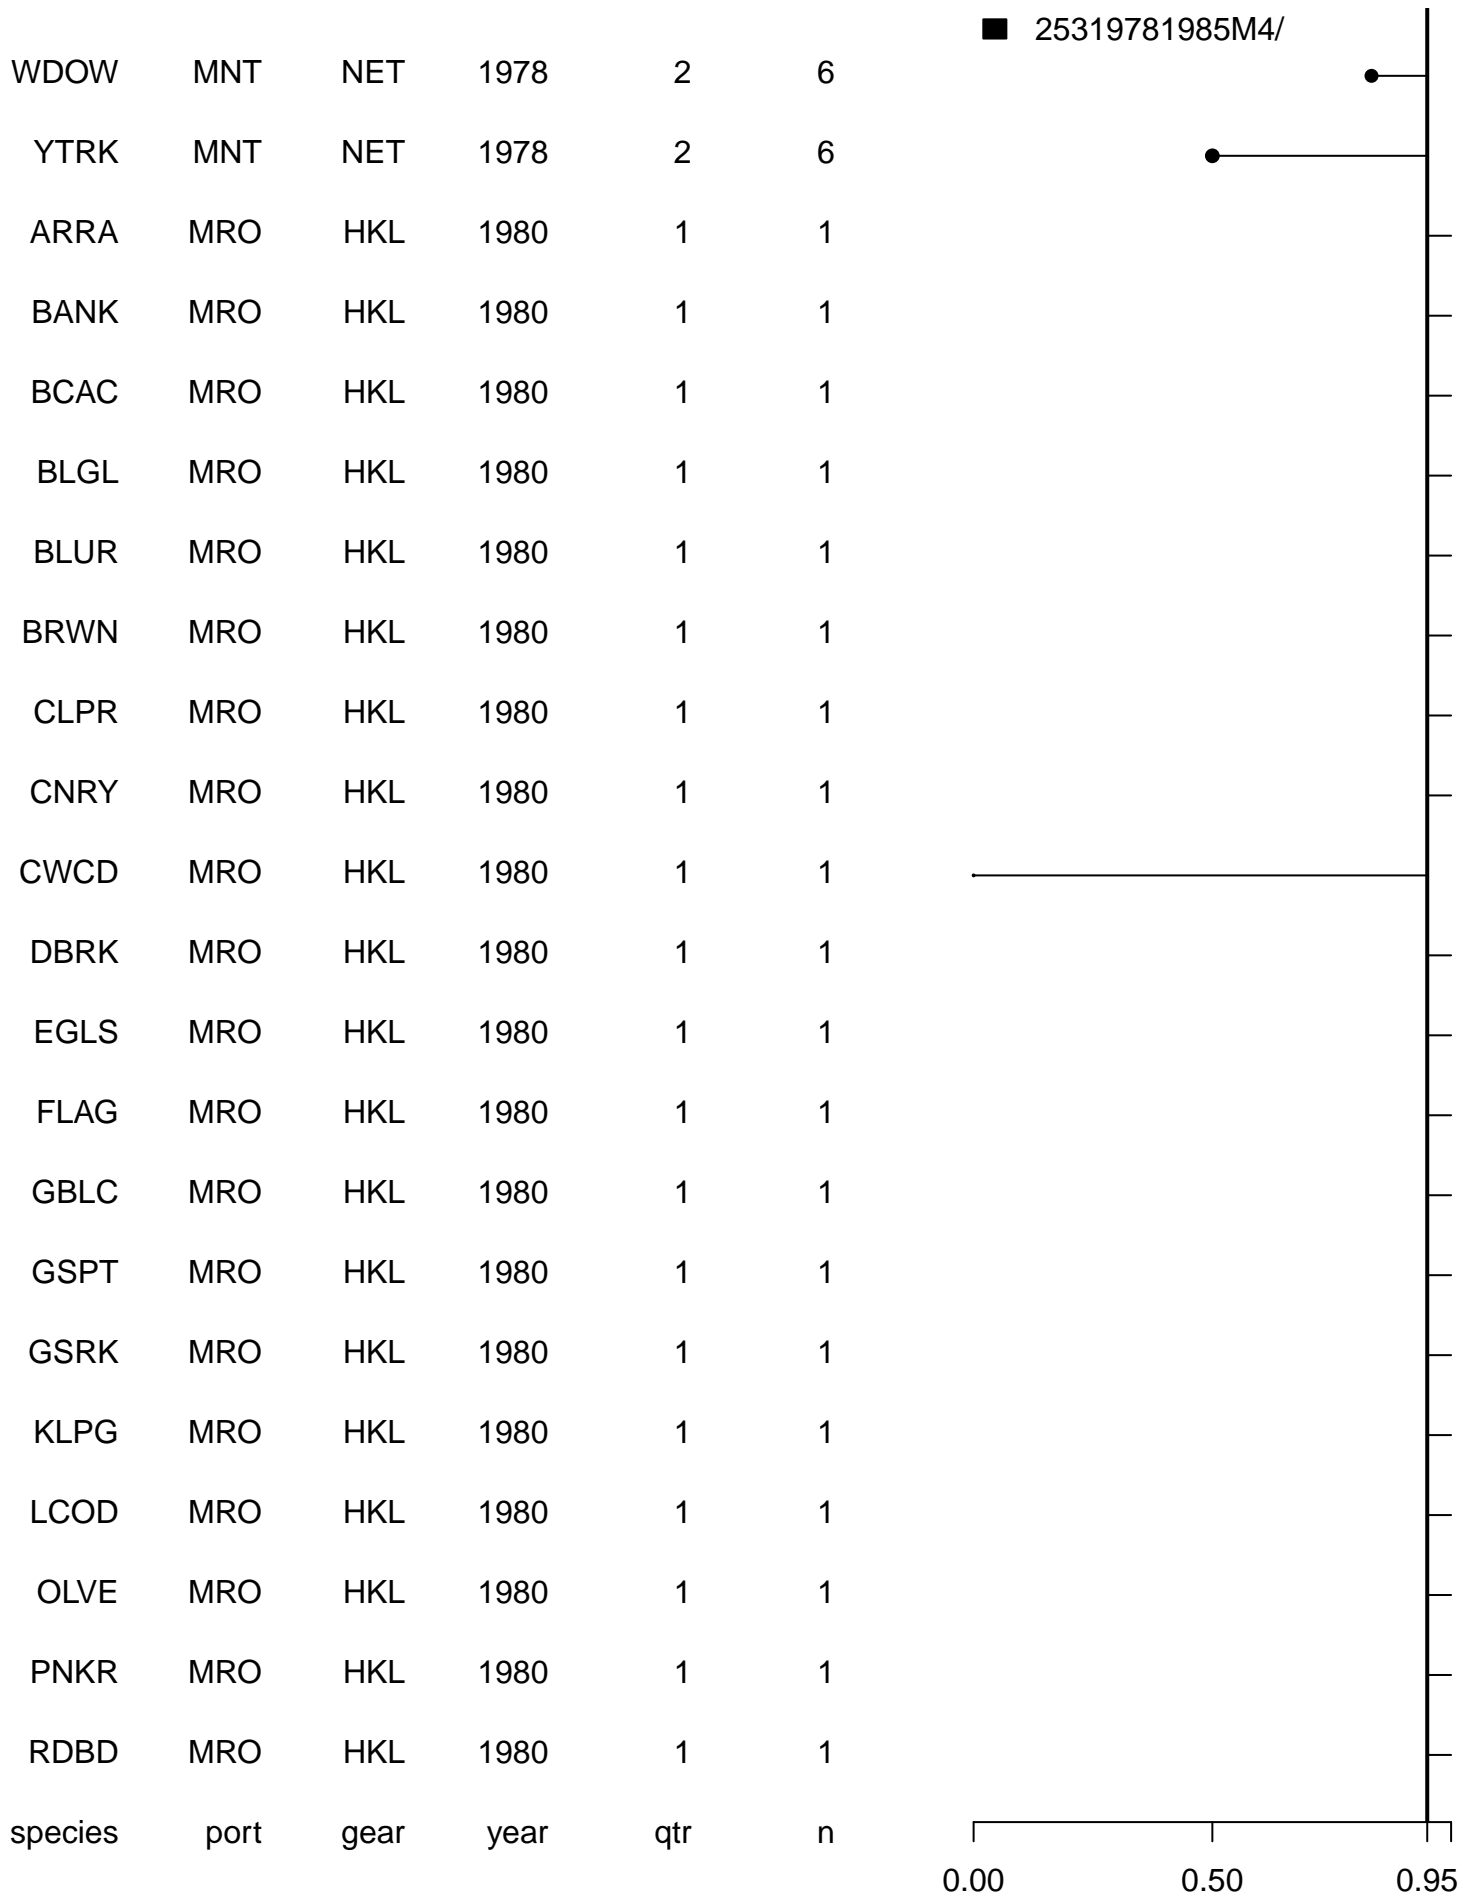 25319781985M4/
WDOW MNT NET 1978 2 6
YTRK MNT NET 1978 2 6
ARRA MRO HKL 1980 1 1
BANK MRO HKL 1980 1 1
BCAC MRO HKL 1980 1 1
BLGL MRO HKL 1980 1 1
BLUR MRO HKL 1980 1 1
BRWN MRO HKL 1980 1 1
CLPR MRO HKL 1980 1 1
CNRY MRO HKL 1980 1 1
CWCD MRO HKL 1980 1 1
DBRK MRO HKL 1980 1 1
EGLS MRO HKL 1980 1 1
FLAG MRO HKL 1980 1 1
GBLC MRO HKL 1980 1 1
GSPT MRO HKL 1980 1 1
GSRK MRO HKL 1980 1 1
KLPG MRO HKL 1980 1 1
LCOD MRO HKL 1980 1 1
OLVE MRO HKL 1980 1 1
PNKR MRO HKL 1980 1 1
RDBD MRO HKL 1980 1 1
species port gear year qtr n
0.00 0.50 0.95